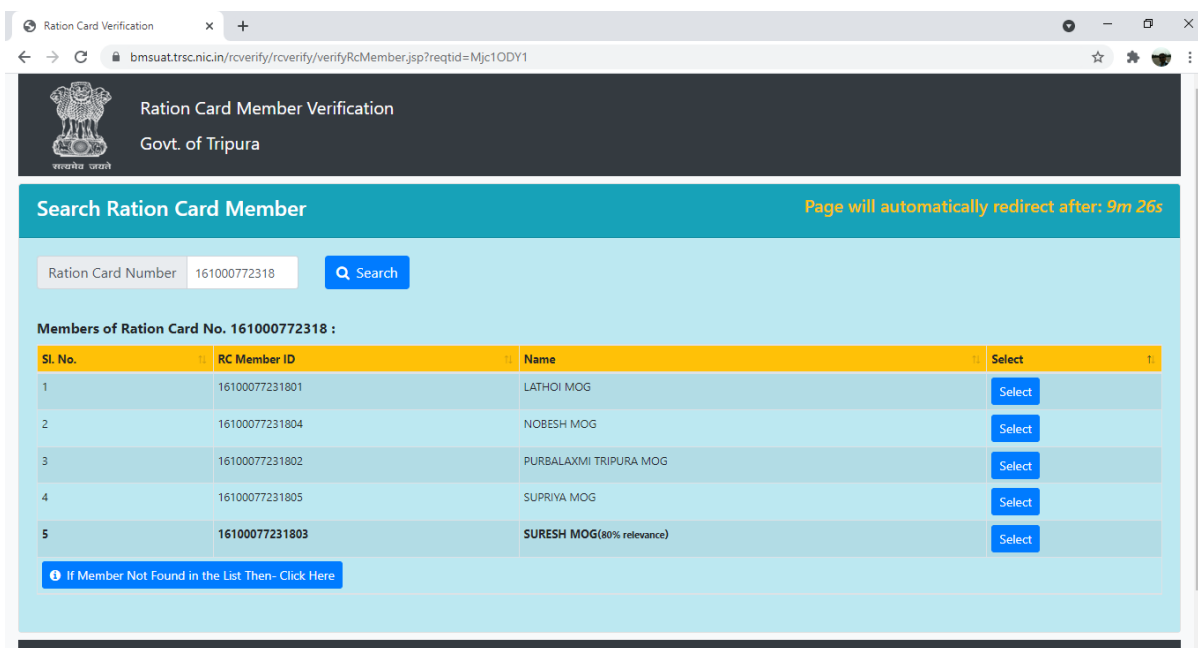 Ration Card Verification
bmsuat.trsc.nic.in/rcverify/rcverify/verifyRcMember.jsp?reqtid=Mjc1ODY1
Ration Card Member Verification
Govt. of Tripura
सत्यमेव जयते
Search Ration Card Member Page will automatically redirect after: 9m 26s
Ration Card Number 161000772318 Search
Members of Ration Card No. 161000772318 :
Sl. No. RC Member ID Name Select
1 16100077231801 LATHOI MOG Select
2 16100077231804 NOBESH MOG Select
3 16100077231802 PURBALAXMI TRIPURA MOG Select
4 16100077231805 SUPRIYA MOG Select
5 16100077231803 SURESH MOG(80% relevance) Select
If Member Not Found in the List Then- Click Here